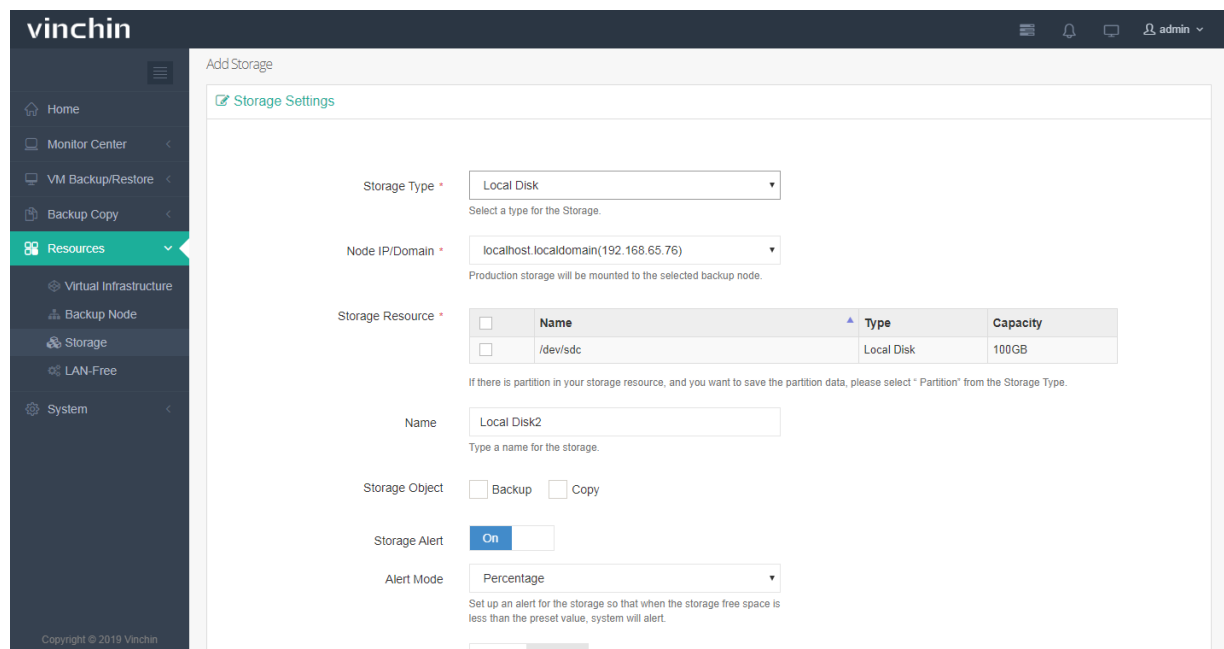 vinchin
admin
Add Storage
Storage Settings
Home
Monitor Center
VM Backup/Restore
Backup Copy
Resources
Virtual Infrastructure
Backup Node
Storage
LAN-Free
System
Copyright © 2019 Vinchin
Storage Type *
Local Disk
Select a type for the Storage.
Node IP/Domain *
localhost.localdomain(192.168.65.76)
Production storage will be mounted to the selected backup node.
Storage Resource *
Name Type Capacity
/dev/sdc Local Disk 100GB
If there is partition in your storage resource, and you want to save the partition data, please select “ Partition” from the Storage Type.
Name
Local Disk2
Type a name for the storage.
Storage Object
Backup Copy
Storage Alert
On
Alert Mode
Percentage
Set up an alert for the storage so that when the storage free space is
less than the preset value, system will alert.